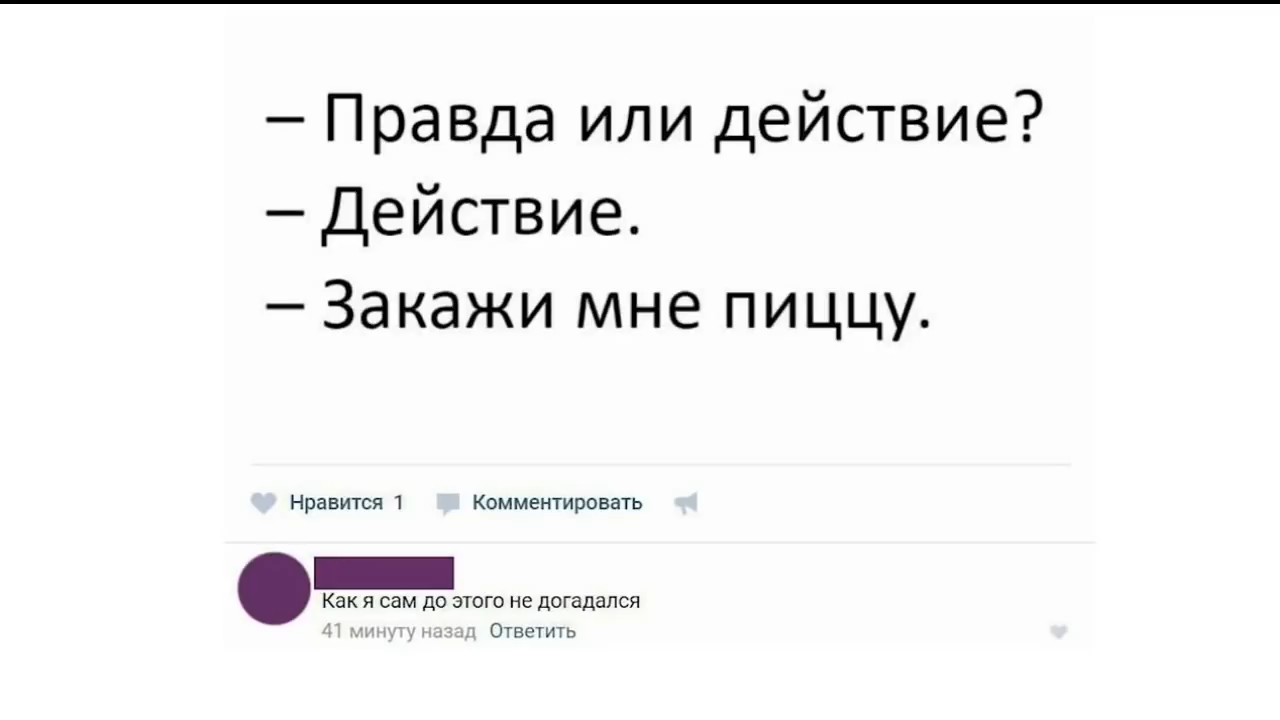 – Правда или действие?
– Действие.
– Закажи мне пиццу.
Нравится 1 Комментировать
Как я сам до этого не догадался
41 минуту назад Ответить